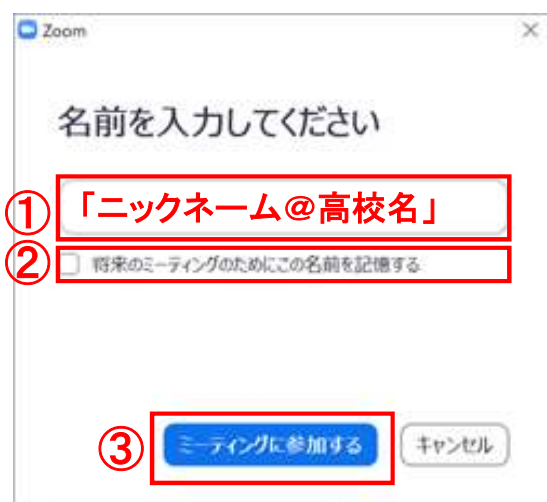 Zoom
名前を入力してください
① 「ニックネーム@高校名」
② 将来のミーティングのためにこの名前を記憶する
③ ミーティングに参加する キャンセル